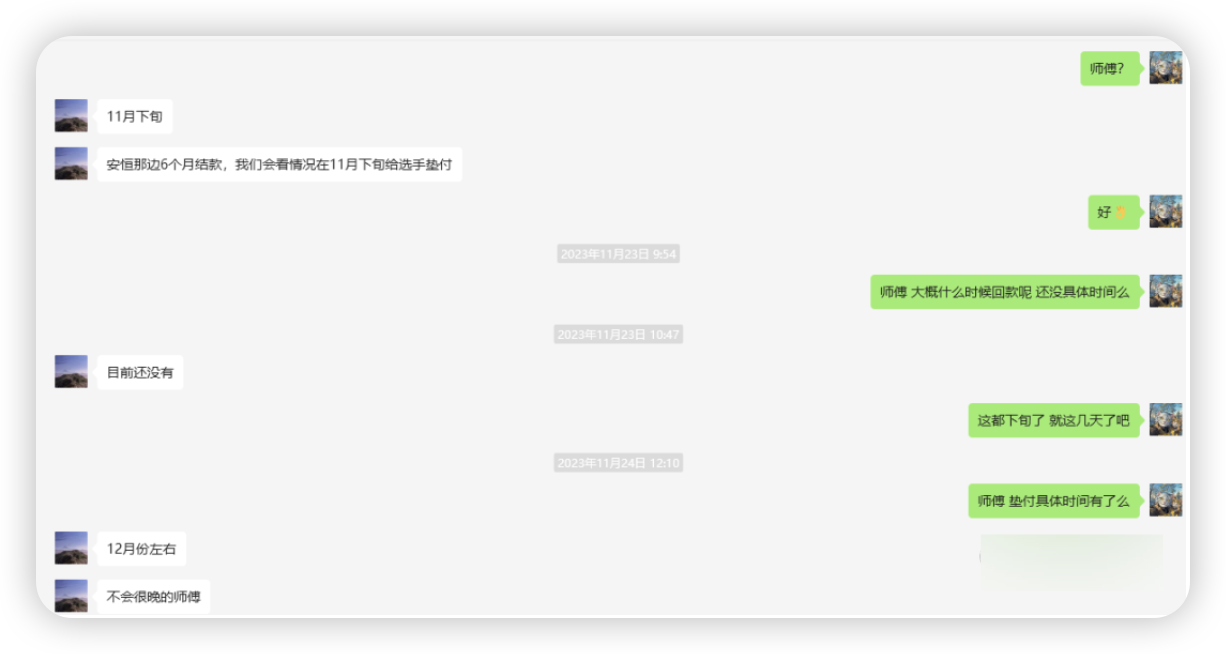 师傅?
11月下旬
安恒那边6个月结款，我们会看情况在11月下旬给选手垫付
好
2023年11月23日 9:54
师傅 大概什么时候回款呢 还没具体时间么
2023年11月23日 10:47
目前还没有
这都下旬了 就这几天了吧
2023年11月24日 12:10
师傅 垫付具体时间有了么
12月份左右
不会很晚的师傅